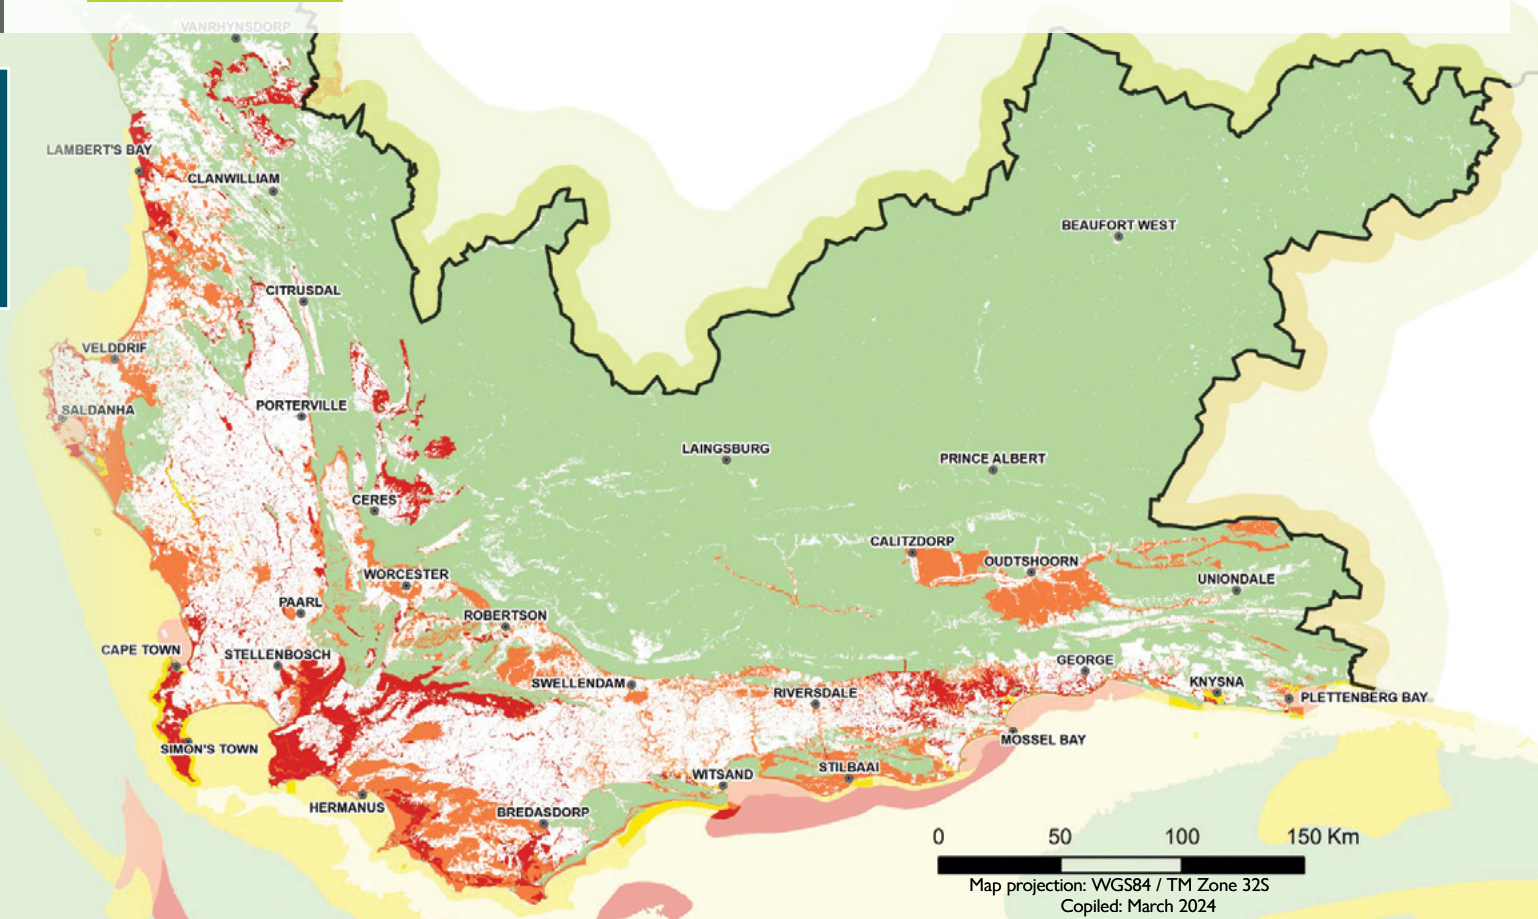 VANRHYNSDORP
LAMBERT'S BAY
CLANWILLIAM
BEAUFORT WEST
CITRUSDAL
VELDDRIF
SALDANHA
PORTERVILLE
LAINGSBURG
PRINCE ALBERT
CERES
CALITZDORP
OUDTSHOORN
WORCESTER
UNIONDALE
PAARL
ROBERTSON
CAPE TOWN
STELLENBOSCH
GEORGE
SWELLENDAM
RIVERSDALE
KNYSNA
PLETTENBERG BAY
SIMON'S TOWN
MOSSEL BAY
WITSAND
STILBAAI
HERMANUS
BREDASDORP
0 50 100 150 Km
Map projection: WGS84 / TM Zone 32S
Copiled: March 2024